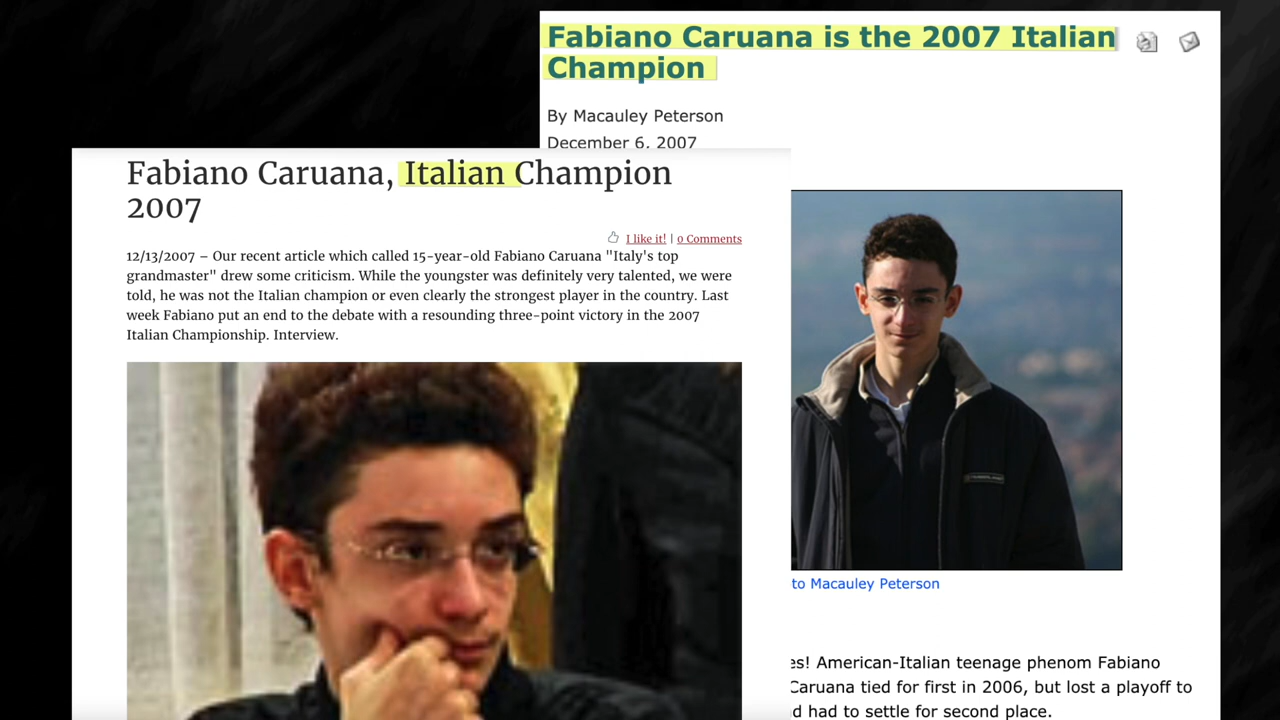 Fabiano Caruana is the 2007 Italian
Champion
By Macauley Peterson
December 6, 2007
Fabiano Caruana, Italian Champion
2007
I like it! | 0 Comments
12/13/2007 – Our recent article which called 15-year-old Fabiano Caruana "Italy's top
grandmaster" drew some criticism. While the youngster was definitely very talented, we were
told, he was not the Italian champion or even clearly the strongest player in the country. Last
week Fabiano put an end to the debate with a resounding three-point victory in the 2007
Italian Championship. Interview.
to Macauley Peterson
es! American-Italian teenage phenom Fabiano
Caruana tied for first in 2006, but lost a playoff to
d had to settle for second place.